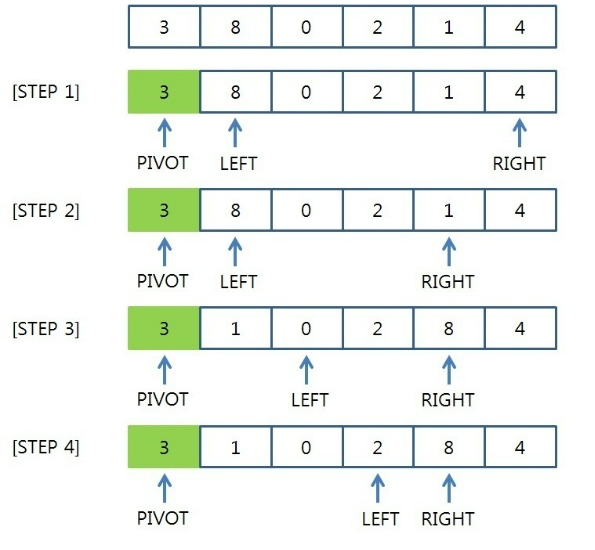 3 8 0 2 1 4
[STEP 1] 3 8 0 2 1 4
PIVOT LEFT RIGHT
[STEP 2] 3 8 0 2 1 4
PIVOT LEFT RIGHT
[STEP 3] 3 1 0 2 8 4
PIVOT LEFT RIGHT
[STEP 4] 3 1 0 2 8 4
PIVOT LEFT RIGHT